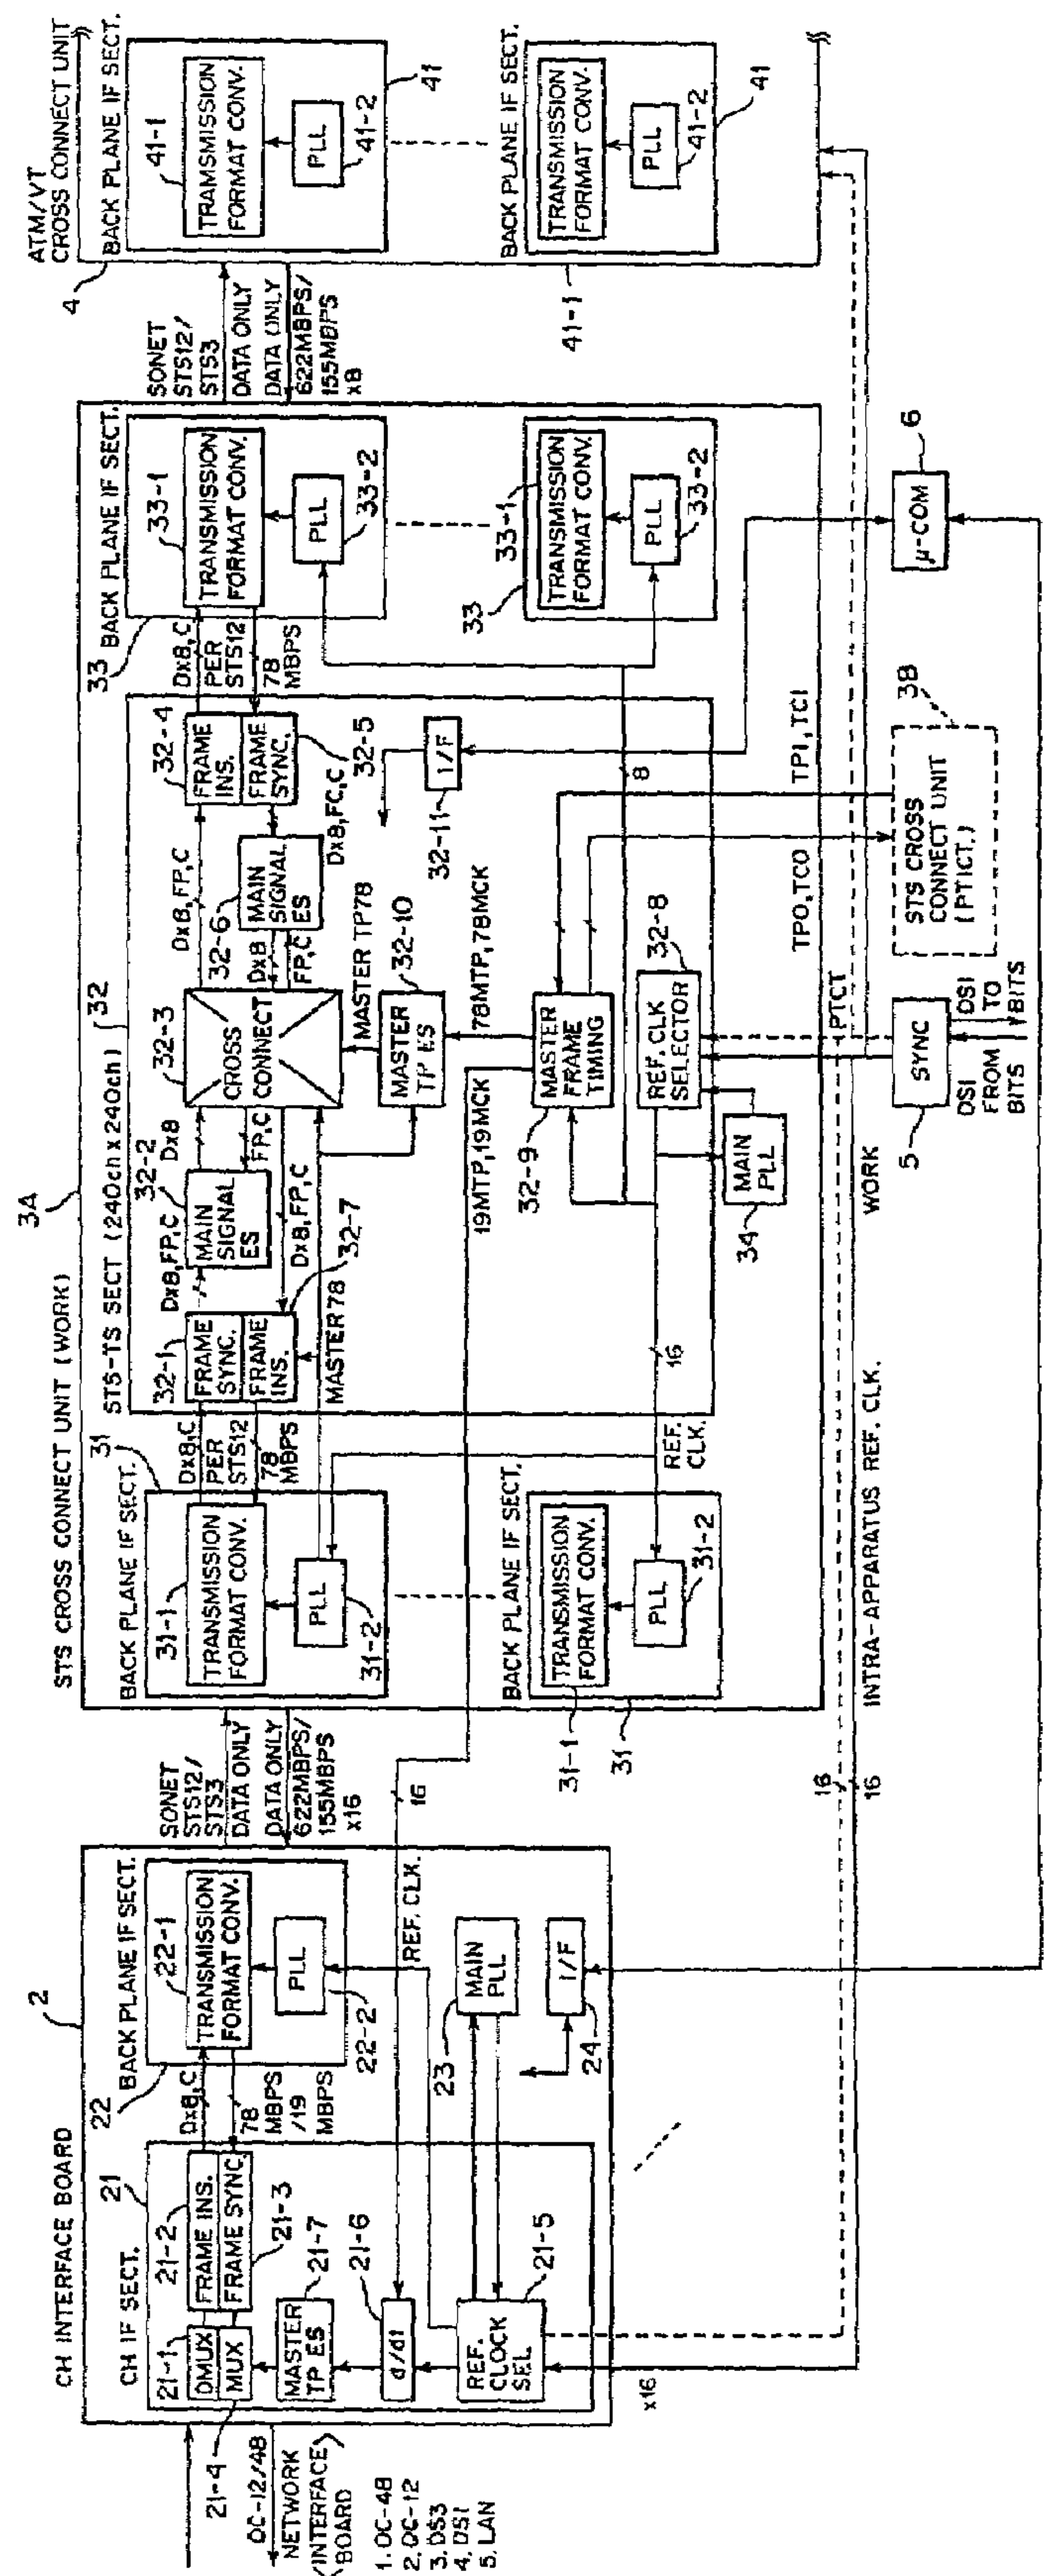 CH INTERFACE BOARD
2
CH IF SECT.
21
21-1
DMUX
MUX
21-4
21-2
FRAME INS.
FRAME SYNC.
21-3
MASTER
TP ES
21-7
d/dt
21-6
REF.
CLOCK
SEL
21-5
x16
OC-12/48
NETWORK
INTERFACE
BOARD
1. OC-48
2. OC-12
3. DS3
4. DS1
5. LAN
Dx8,C
78
MBPS
/19
MBPS
22
BACK PLANE IF SECT.
22-1
TRANSMISSION
FORMAT CONV.
PLL
22-2
REF. CLK.
MAIN
PLL
23
I/F
24
SONET
STS12/
STS3
DATA ONLY
DATA ONLY
622MBPS/
155MBPS
x16
16
16
16
INTRA-APPARATUS REF. CLK.
STS CROSS CONNECT UNIT (WORK)
3A
BACK PLANE IF SECT.
31
31-1
TRANSMISSION
FORMAT CONV.
PLL
31-2
BACK PLANE IF SECT.
TRANSMISSION
FORMAT CONV.
31-1
PLL
31-2
31
Dx8,C
PER
STS12
78
MBPS
REF.
CLK.
STS-TS SECT (240ch x 240ch)
32
32-1
FRAME
SYNC.
FRAME
INS.
32-7
MASTER 78
Dx8,FP,C
MAIN
SIGNAL
ES
32-2
Dx8
FP,C
Dx8,FP,C
32-3
CROSS
CONNECT
Dx8,FP,C
32-4
FRAME
INS.
FRAME
SYNC.
32-5
Dx8,FC,C
MAIN
SIGNAL
ES
32-6
Dx8
FP,C
MASTER TP78
MASTER
TP ES
32-10
78MTP,78MCK
19MTP,19MCK
MASTER
FRAME
TIMING
32-9
REF. CLK
SELECTOR
32-8
16
8
I/F
32-11
MAIN
PLL
34
Dx8,C
PER
STS12
78
MBPS
33
BACK PLANE IF SECT.
33-1
TRANSMISSION
FORMAT CONV.
PLL
33-2
BACK PLANE IF SECT.
33
33-1
TRANSMISSION
FORMAT CONV.
PLL
33-2
TPO,TCO
TPI,TCI
WORK
PTCT
SYNC
5
DSI
FROM
BITS
DSI
TO
BITS
STS CROSS
CONNECT UNIT
(PTICT.)
3B
μ-COM
6
SONET
STS12/
STS3
DATA ONLY
DATA ONLY
622MBPS/
155MBPS
x8
ATM/VT
CROSS CONNECT UNIT
4
BACK PLANE IF SECT.
41-1
TRAMSMISSION
FORMAT CONV.
PLL
41-2
41
BACK PLANE IF SECT.
TRANSMISSION
FORMAT CONV.
41-1
PLL
41-2
41